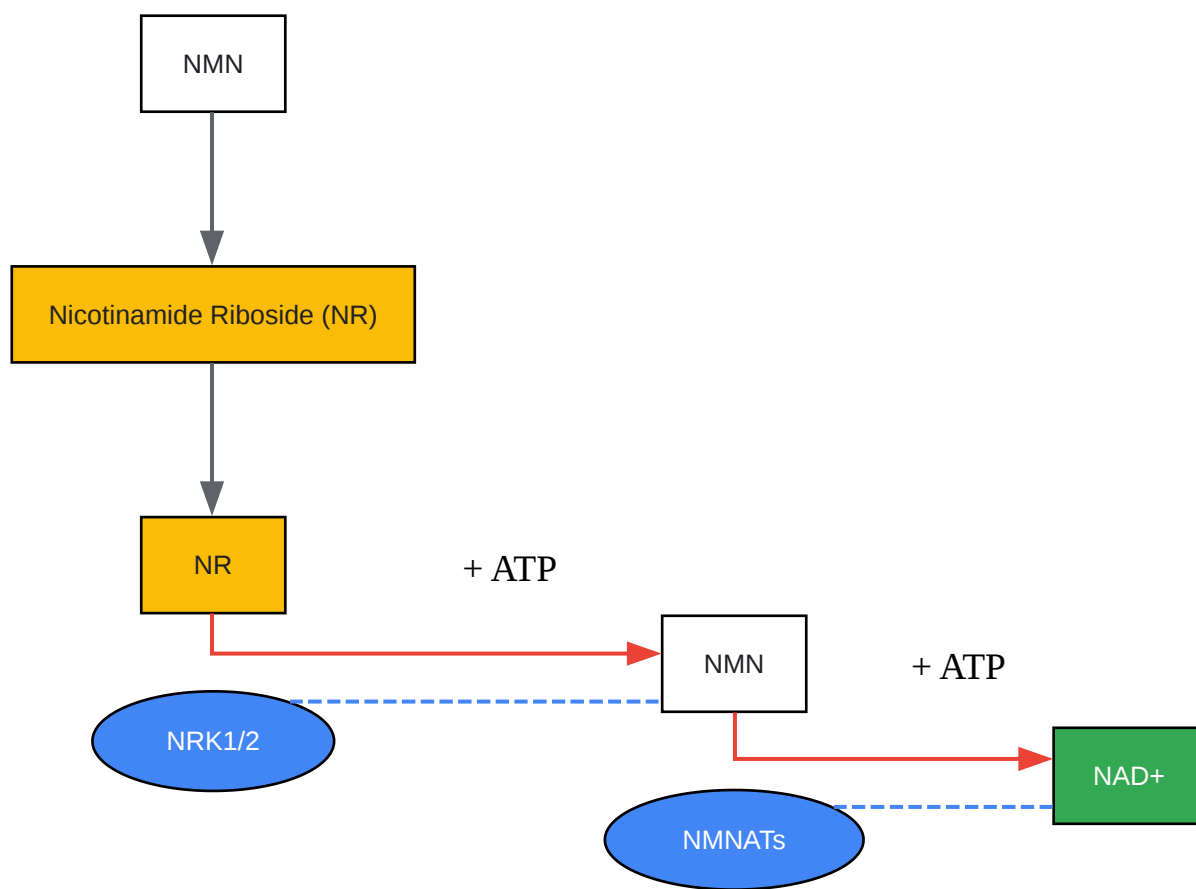 NMN
Nicotinamide Riboside (NR)
NR
+ ATP
NMN
+ ATP
NRK1/2
NAD+
NMNATs